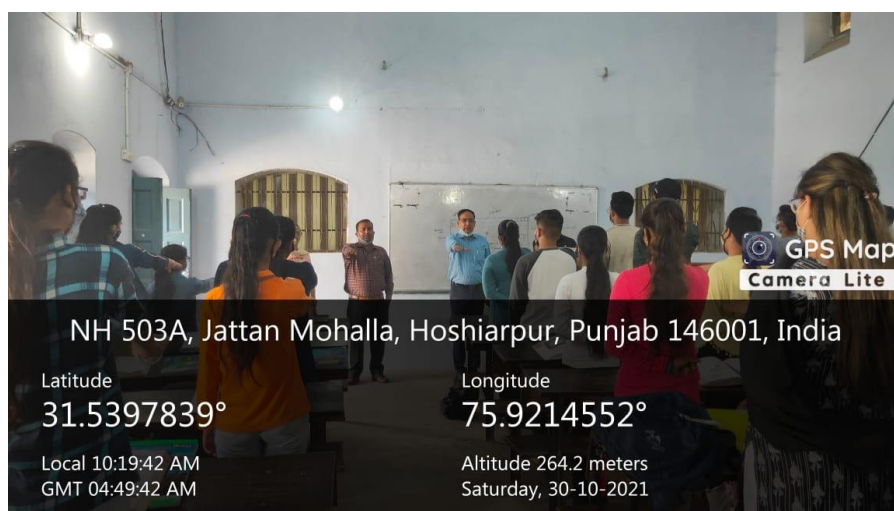 GPS Map
Camera Lite
NH 503A, Jattan Mohalla, Hoshiarpur, Punjab 146001, India
Latitude
31.5397839°
Longitude
75.9214552°
Local 10:19:42 AM
GMT 04:49:42 AM
Altitude 264.2 meters
Saturday, 30-10-2021